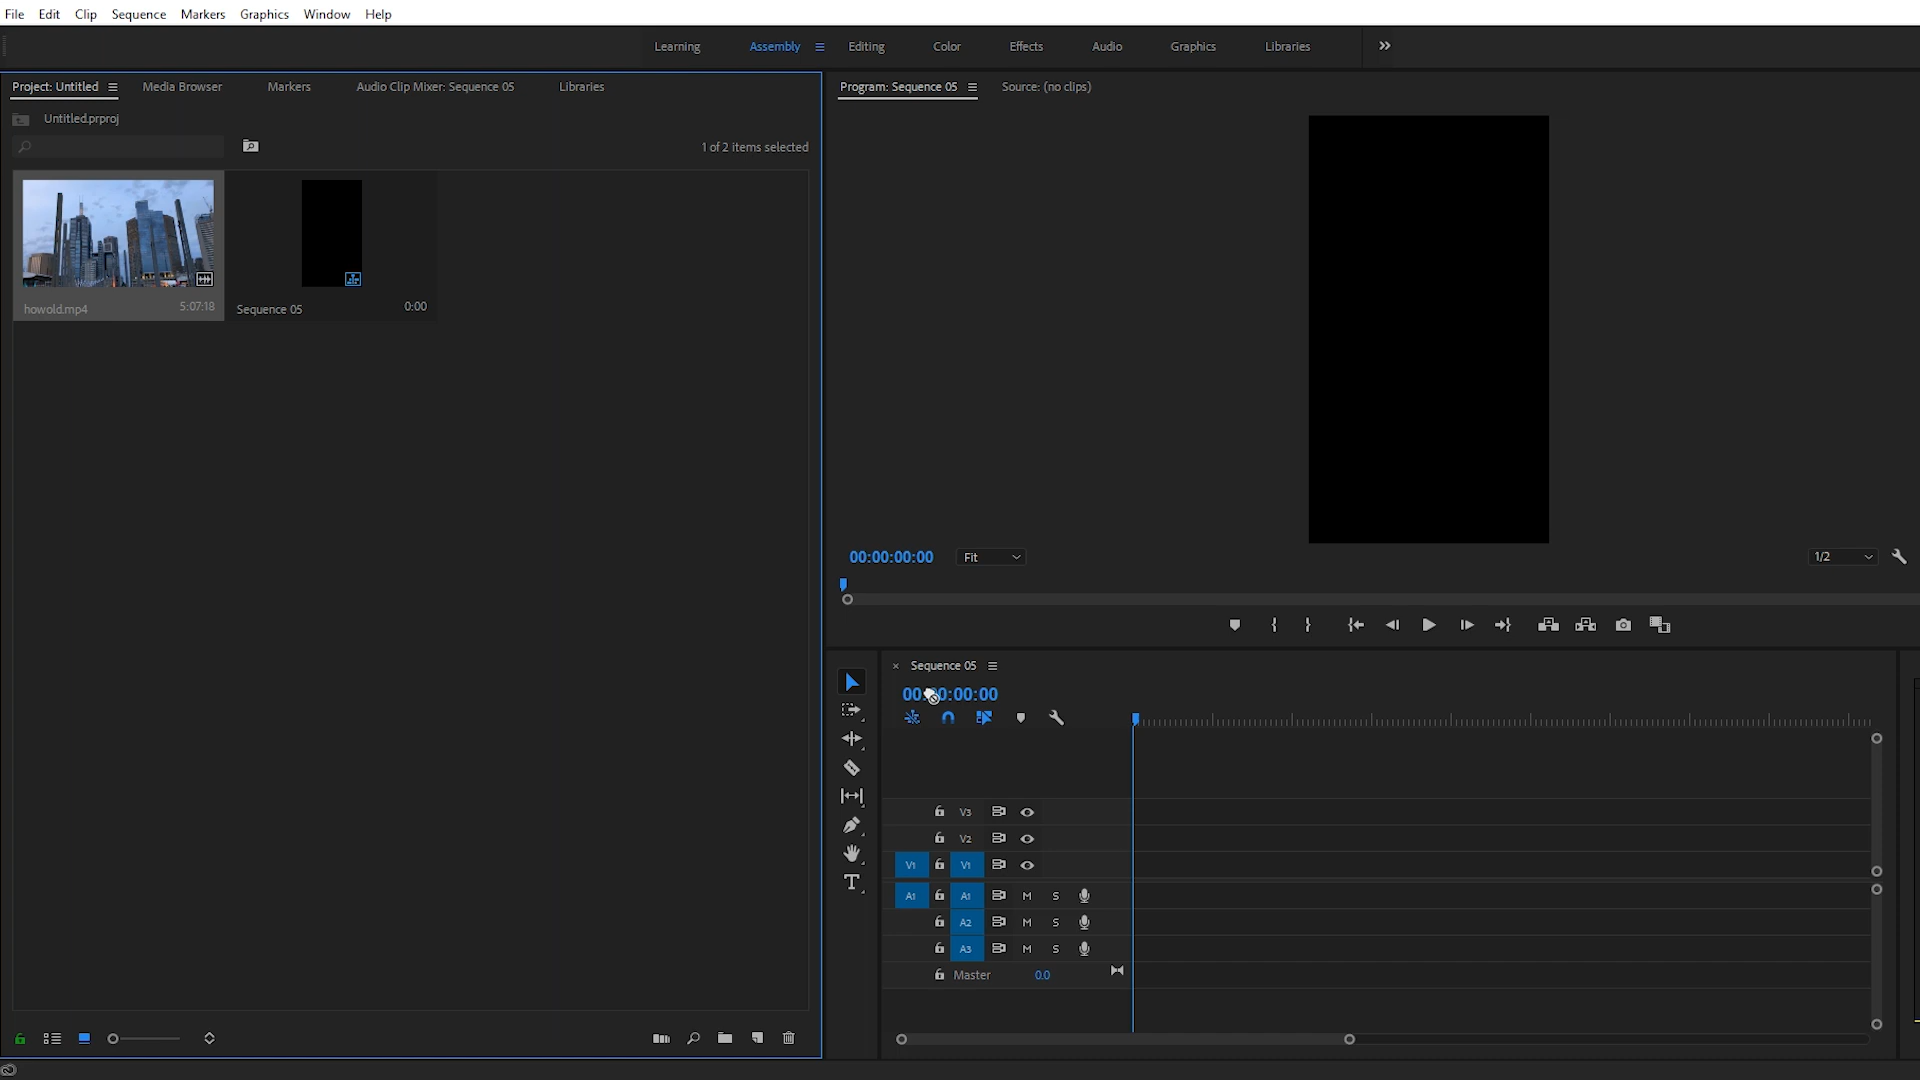 File Edit Clip Sequence Markers Graphics Window Help
Learning Assembly Editing Color Effects Audio Graphics Libraries
Project: Untitled Media Browser Markers Audio Clip Mixer: Sequence 05 Libraries
Program: Sequence 05 Source: (no clips)
Untitled.prproj
1 of 2 items selected
howold.mp4 5:07:18 Sequence 05 0:00
00:00:00:00 Fit 1/2
Sequence 05
00:00:00:00
V3
V2
V1 V1
A1 A1 M S
A2 M S
A3 M S
Master 0.0